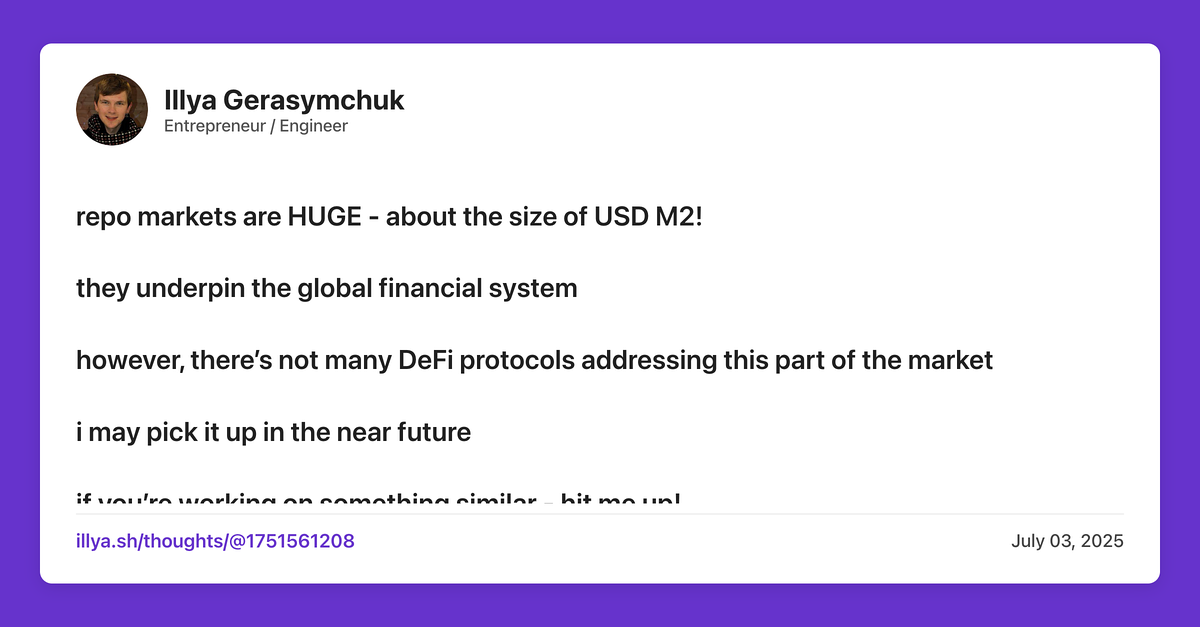 Illya Gerasymchuk
Entrepreneur / Engineer
repo markets are HUGE - about the size of USD M2!
they underpin the global financial system
however, there’s not many DeFi protocols addressing this part of the market
i may pick it up in the near future
if you’re working on something similar - hit me up!
illya.sh/thoughts/@1751561208
July 03, 2025